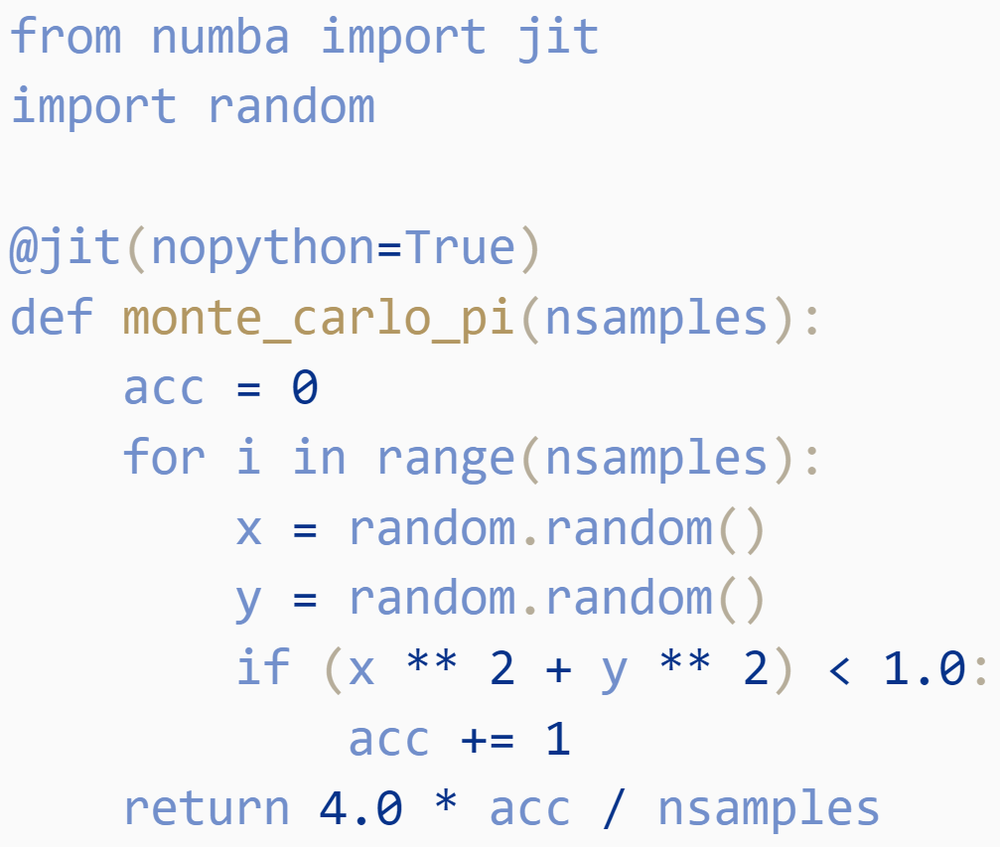 from numba import jit
import random

@jit(nopython=True)
def monte_carlo_pi(nsamples):
    acc = 0
    for i in range(nsamples):
        x = random.random()
        y = random.random()
        if (x ** 2 + y ** 2) < 1.0:
            acc += 1
    return 4.0 * acc / nsamples